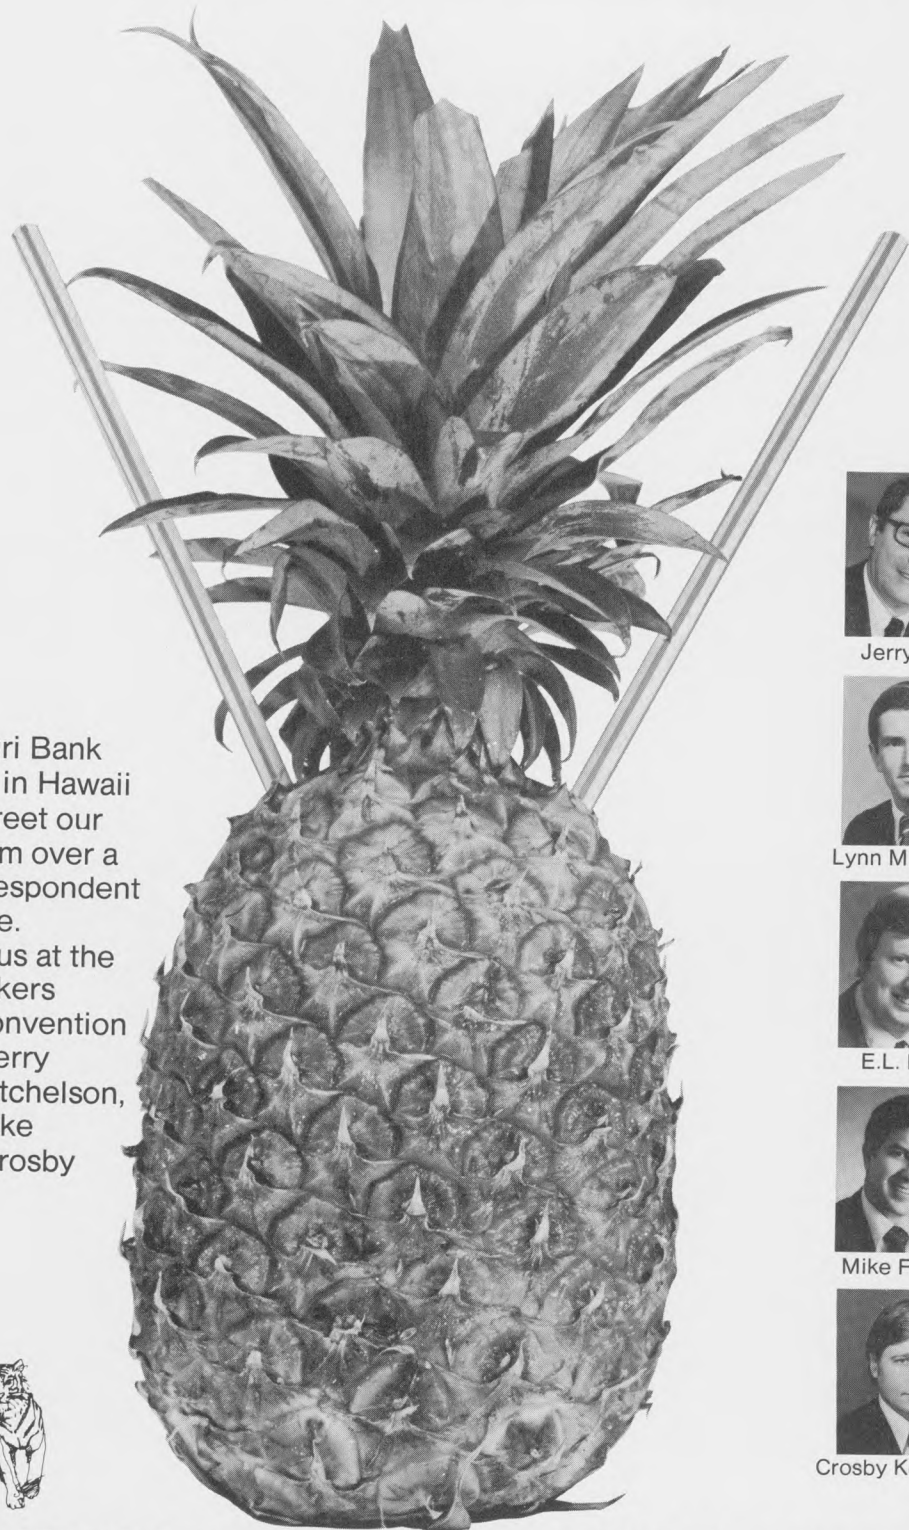 ri Bank
in Hawaii
reet our
m over a
espondent
e.
us at the
kers
onvention
erry
tchelson,
ke
rosby
Jerry
Lynn M
E.L.
Mike F
Crosby K